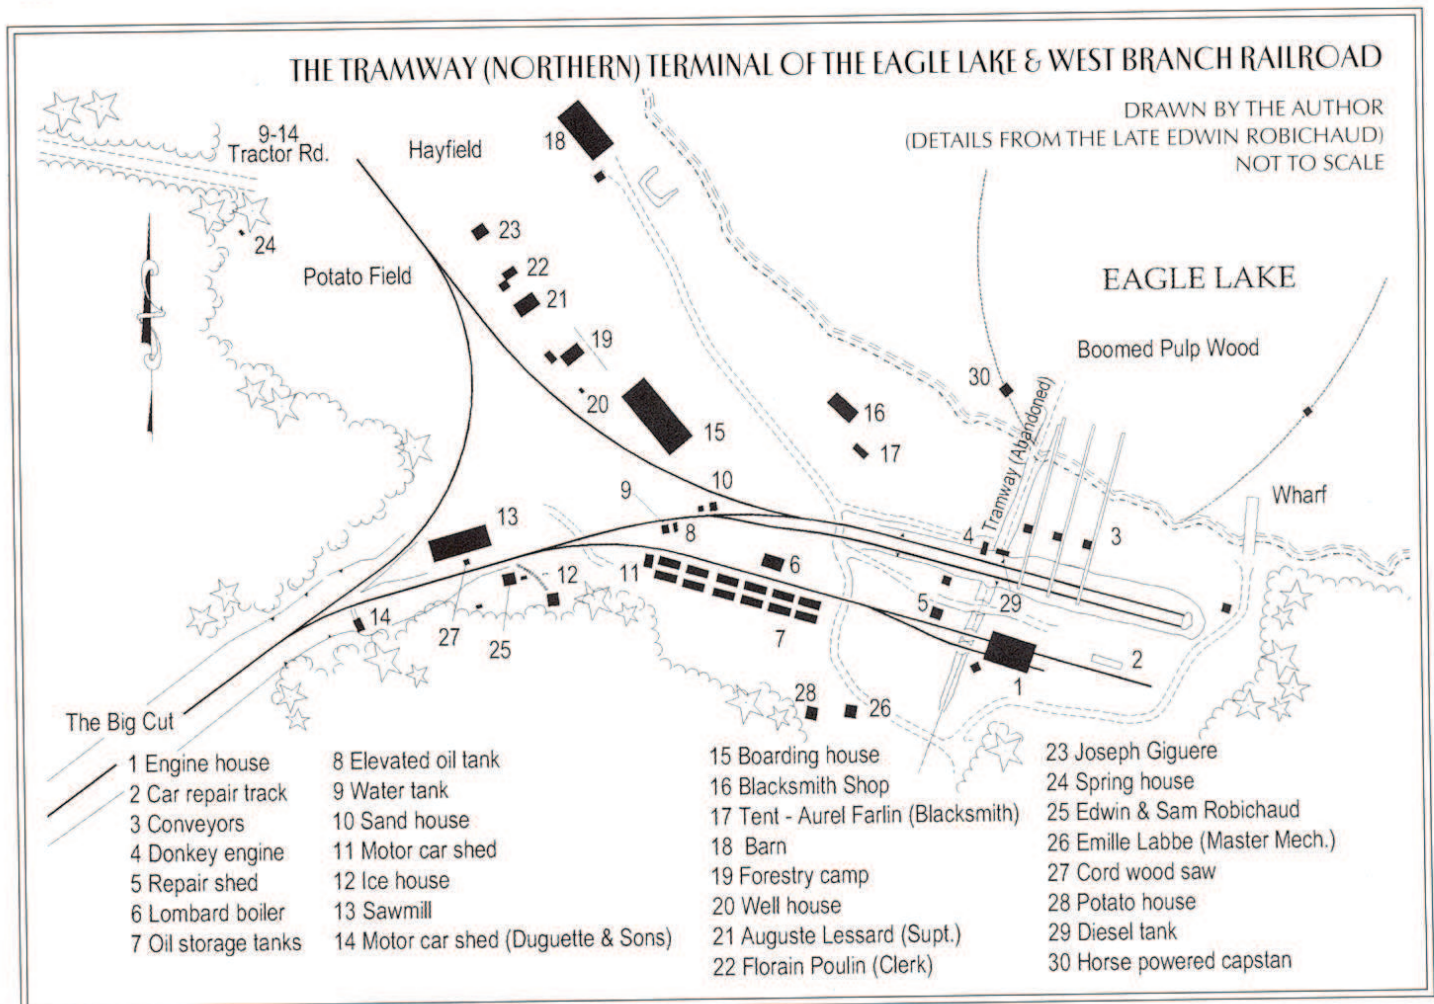 THE TRAMWAY (NORTHERN) TERMINAL OF THE EAGLE LAKE & WEST BRANCH RAILROAD
DRAWN BY THE AUTHOR
(DETAILS FROM THE LATE EDWIN ROBICHAUD)
NOT TO SCALE
9-14
Tractor Rd.
Hayfield
18
23
24
22
Potato Field
21
EAGLE LAKE
19
Boomed Pulp Wood
30
20
16
15
17
Tramway (Abandoned)
10
9
Wharf
13
8
4
3
6
11
12
29
5
14
27
7
25
2
1
28
26
The Big Cut
1 Engine house
2 Car repair track
3 Conveyors
4 Donkey engine
5 Repair shed
6 Lombard boiler
7 Oil storage tanks
8 Elevated oil tank
9 Water tank
10 Sand house
11 Motor car shed
12 Ice house
13 Sawmill
14 Motor car shed (Duguette & Sons)
15 Boarding house
16 Blacksmith Shop
17 Tent - Aurel Farlin (Blacksmith)
18 Barn
19 Forestry camp
20 Well house
21 Auguste Lessard (Supt.)
22 Florain Poulin (Clerk)
23 Joseph Giguere
24 Spring house
25 Edwin & Sam Robichaud
26 Emille Labbe (Master Mech.)
27 Cord wood saw
28 Potato house
29 Diesel tank
30 Horse powered capstan